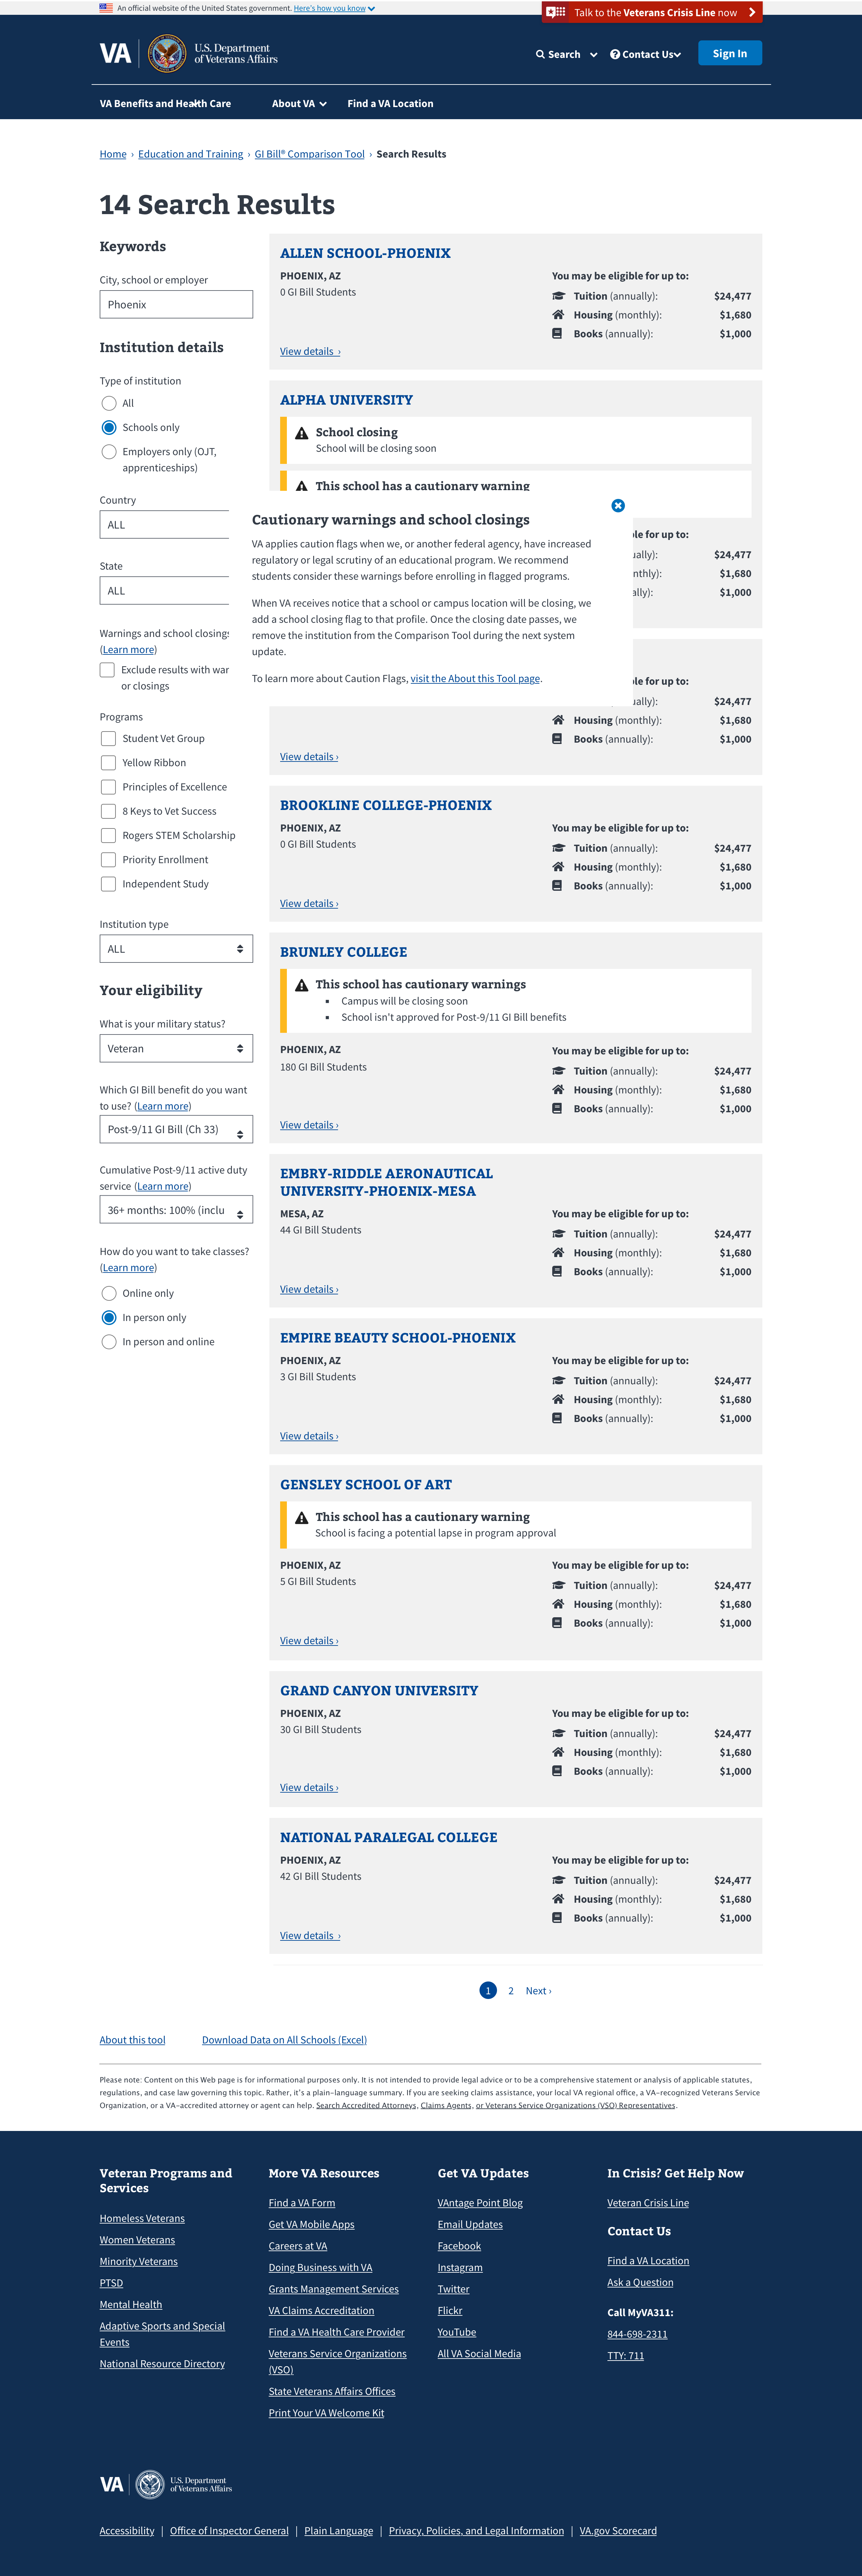 An official website of the United States government. Here's how you know
Talk to the Veterans Crisis Line now
VA
U.S. Department
of Veterans Affairs
Search
Contact Us
Sign In
VA Benefits and Health Care
About VA
Find a VA Location
Home › Education and Training › GI Bill® Comparison Tool › Search Results
14 Search Results
Keywords
City, school or employer
Phoenix
Institution details
Type of institution
All
Schools only
Employers only (OJT,
apprenticeships)
Country
ALL
State
ALL
Warnings and school closings
(Learn more)
Exclude results with war
or closings
Programs
Student Vet Group
Yellow Ribbon
Principles of Excellence
8 Keys to Vet Success
Rogers STEM Scholarship
Priority Enrollment
Independent Study
Institution type
ALL
Your eligibility
What is your military status?
Veteran
Which GI Bill benefit do you want
to use? (Learn more)
Post-9/11 GI Bill (Ch 33)
Cumulative Post-9/11 active duty
service (Learn more)
36+ months: 100% (inclu
How do you want to take classes?
(Learn more)
Online only
In person only
In person and online
ALLEN SCHOOL-PHOENIX
PHOENIX, AZ
0 GI Bill Students
You may be eligible for up to:
Tuition (annually): $24,477
Housing (monthly): $1,680
Books (annually): $1,000
View details ›
ALPHA UNIVERSITY
School closing
School will be closing soon
This school has a cautionary warning
Cautionary warnings and school closings
VA applies caution flags when we, or another federal agency, have increased
regulatory or legal scrutiny of an educational program. We recommend
students consider these warnings before enrolling in flagged programs.
When VA receives notice that a school or campus location will be closing, we
add a school closing flag to that profile. Once the closing date passes, we
remove the institution from the Comparison Tool during the next system
update.
To learn more about Caution Flags, visit the About this Tool page.
le for up to:
ually): $24,477
nthly): $1,680
ally): $1,000
le for up to:
ually): $24,477
Housing (monthly): $1,680
Books (annually): $1,000
View details ›
BROOKLINE COLLEGE-PHOENIX
PHOENIX, AZ
0 GI Bill Students
You may be eligible for up to:
Tuition (annually): $24,477
Housing (monthly): $1,680
Books (annually): $1,000
View details ›
BRUNLEY COLLEGE
This school has cautionary warnings
▪ Campus will be closing soon
▪ School isn't approved for Post-9/11 GI Bill benefits
PHOENIX, AZ
180 GI Bill Students
You may be eligible for up to:
Tuition (annually): $24,477
Housing (monthly): $1,680
Books (annually): $1,000
View details ›
EMBRY-RIDDLE AERONAUTICAL
UNIVERSITY-PHOENIX-MESA
MESA, AZ
44 GI Bill Students
You may be eligible for up to:
Tuition (annually): $24,477
Housing (monthly): $1,680
Books (annually): $1,000
View details ›
EMPIRE BEAUTY SCHOOL-PHOENIX
PHOENIX, AZ
3 GI Bill Students
You may be eligible for up to:
Tuition (annually): $24,477
Housing (monthly): $1,680
Books (annually): $1,000
View details ›
GENSLEY SCHOOL OF ART
This school has a cautionary warning
School is facing a potential lapse in program approval
PHOENIX, AZ
5 GI Bill Students
You may be eligible for up to:
Tuition (annually): $24,477
Housing (monthly): $1,680
Books (annually): $1,000
View details ›
GRAND CANYON UNIVERSITY
PHOENIX, AZ
30 GI Bill Students
You may be eligible for up to:
Tuition (annually): $24,477
Housing (monthly): $1,680
Books (annually): $1,000
View details ›
NATIONAL PARALEGAL COLLEGE
PHOENIX, AZ
42 GI Bill Students
You may be eligible for up to:
Tuition (annually): $24,477
Housing (monthly): $1,680
Books (annually): $1,000
View details ›
1 2 Next ›
About this tool
Download Data on All Schools (Excel)
Please note: Content on this Web page is for informational purposes only. It is not intended to provide legal advice or to be a comprehensive statement or analysis of applicable statutes,
regulations, and case law governing this topic. Rather, it's a plain-language summary. If you are seeking claims assistance, your local VA regional office, a VA-recognized Veterans Service
Organization, or a VA-accredited attorney or agent can help. Search Accredited Attorneys, Claims Agents, or Veterans Service Organizations (VSO) Representatives.
Veteran Programs and
Services
Homeless Veterans
Women Veterans
Minority Veterans
PTSD
Mental Health
Adaptive Sports and Special
Events
National Resource Directory
More VA Resources
Find a VA Form
Get VA Mobile Apps
Careers at VA
Doing Business with VA
Grants Management Services
VA Claims Accreditation
Find a VA Health Care Provider
Veterans Service Organizations
(VSO)
State Veterans Affairs Offices
Print Your VA Welcome Kit
Get VA Updates
VAntage Point Blog
Email Updates
Facebook
Instagram
Twitter
Flickr
YouTube
All VA Social Media
In Crisis? Get Help Now
Veteran Crisis Line
Contact Us
Find a VA Location
Ask a Question
Call MyVA311:
844-698-2311
TTY: 711
VA
U.S. Department
of Veterans Affairs
Accessibility | Office of Inspector General | Plain Language | Privacy, Policies, and Legal Information | VA.gov Scorecard